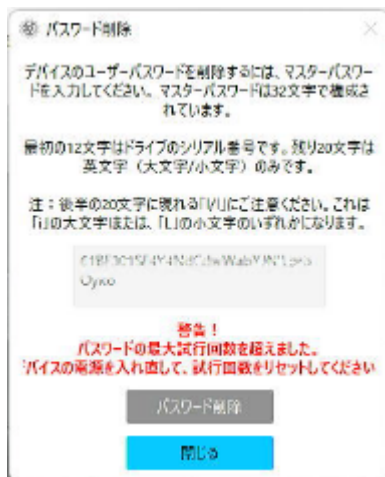 パスワード削除
デバイスのユーザーパスワードを削除するには、マスターパスワー
ドを入力してください。マスターパスワードは32文字で構成さ
れています。
最初の12文字はドライブのシリアル番号です。残り20文字は
英文字（大文字/小文字）のみです。
注：後半の20文字に現れる「I/l」にご注意ください。これは
「i」の大文字または、「L」の小文字のいずれかになります。
警告！
パスワードの最大試行回数を超えました。
バイスの電源を入れ直して、試行回数をリセットしてください
パスワード削除
閉じる